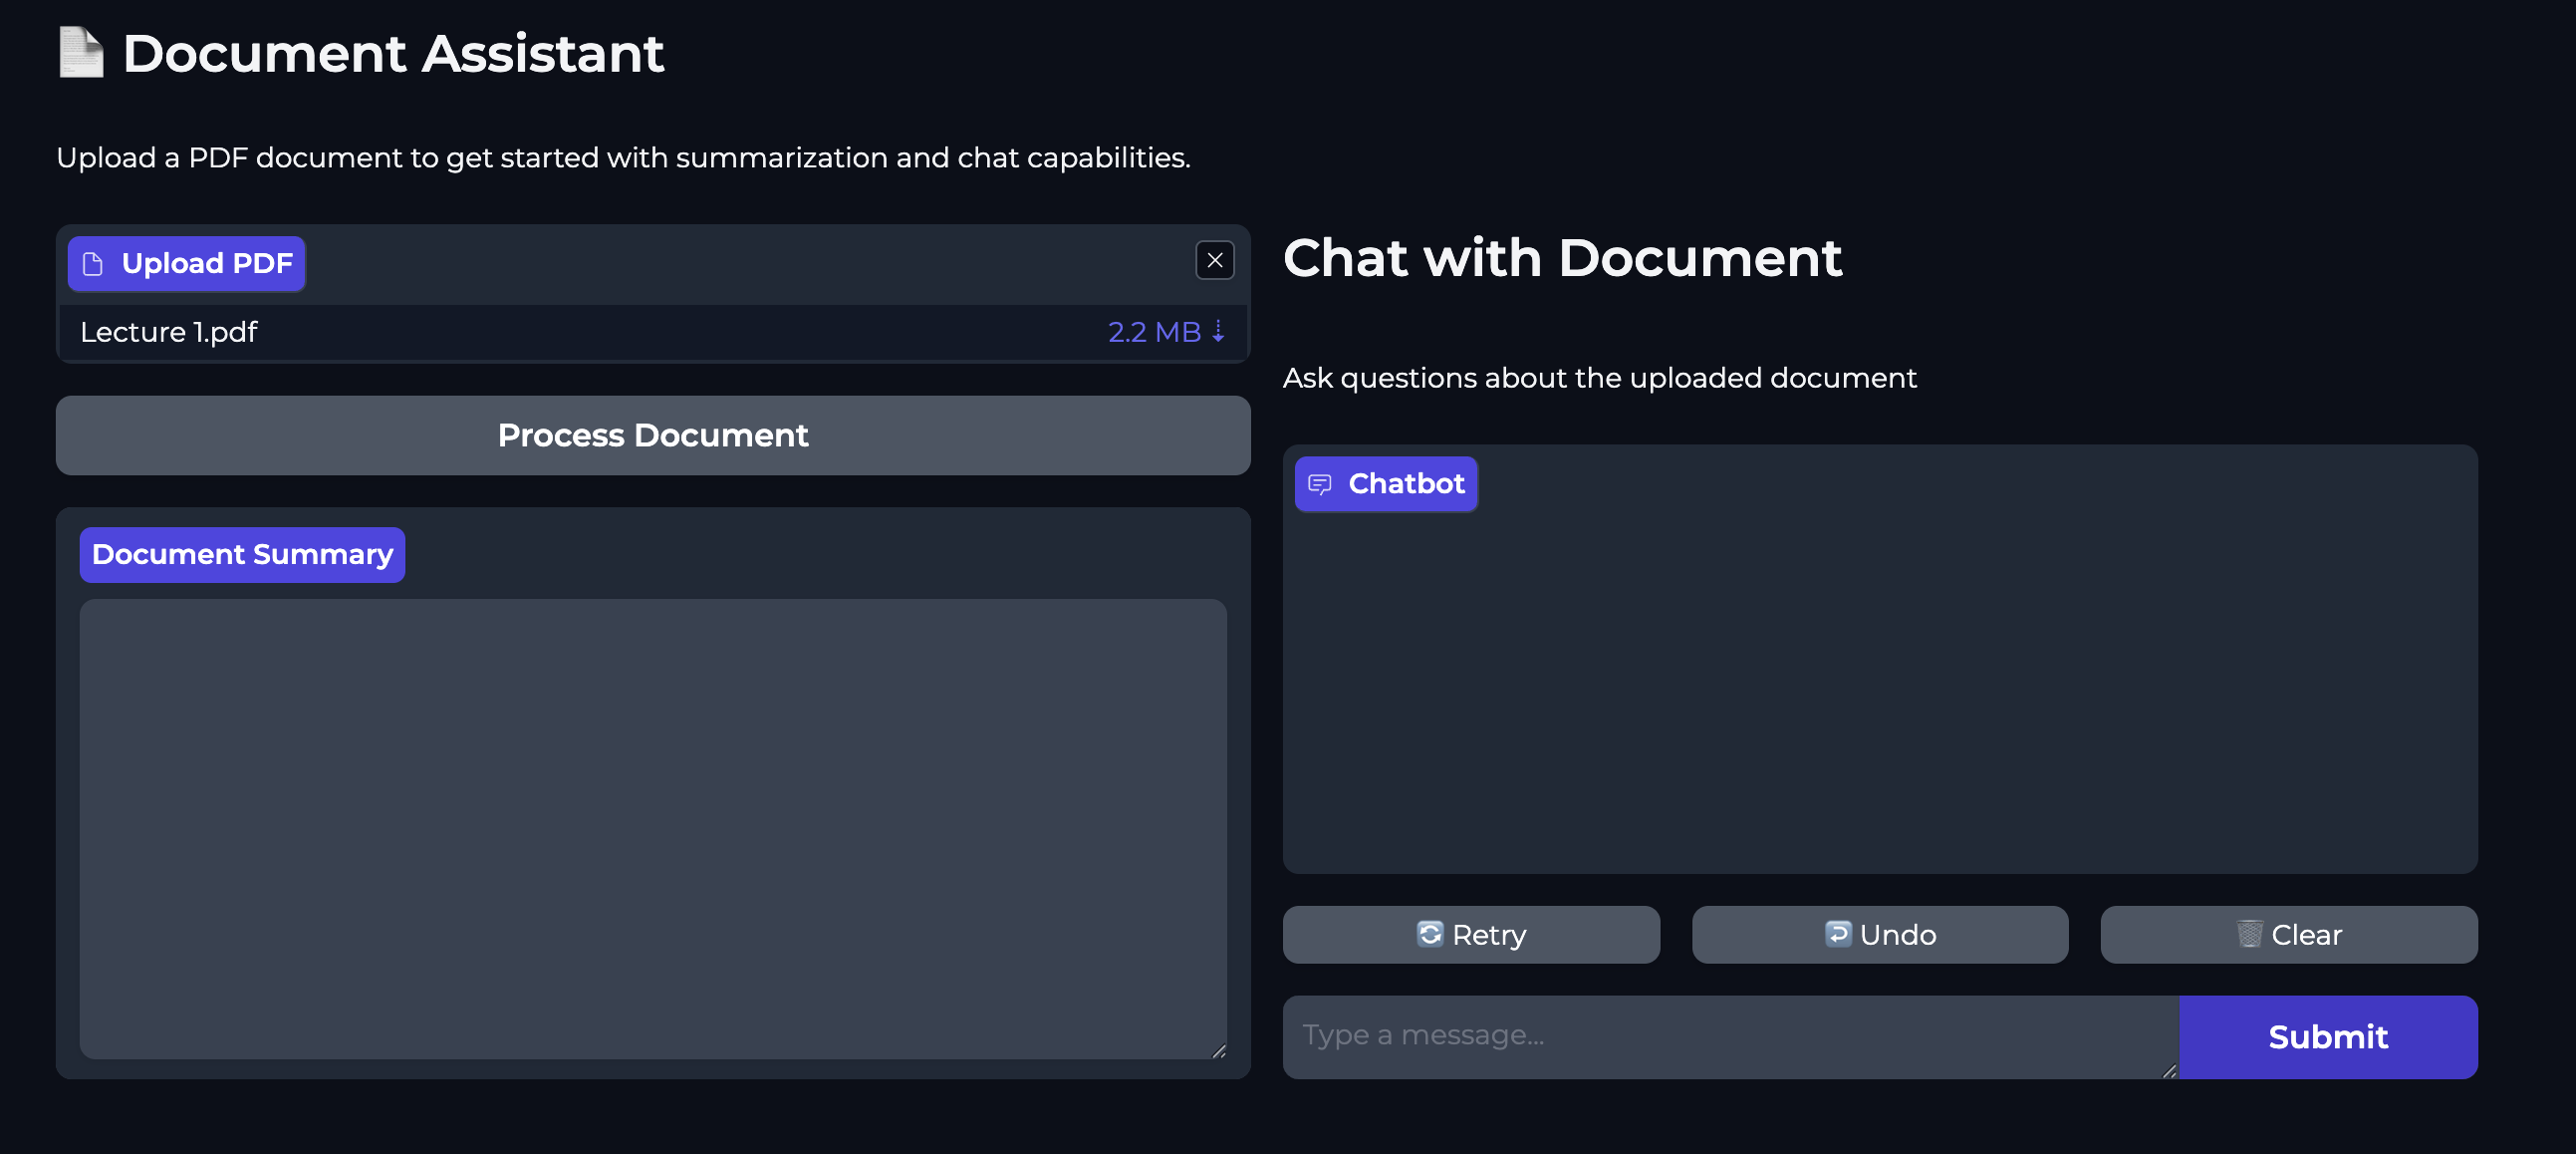 Document Assistant
Upload a PDF document to get started with summarization and chat capabilities.
Upload PDF
Lecture 1.pdf
2.2 MB ⇣
Process Document
Document Summary
Chat with Document
Ask questions about the uploaded document
Chatbot
Retry
Undo
Clear
Type a message...
Submit